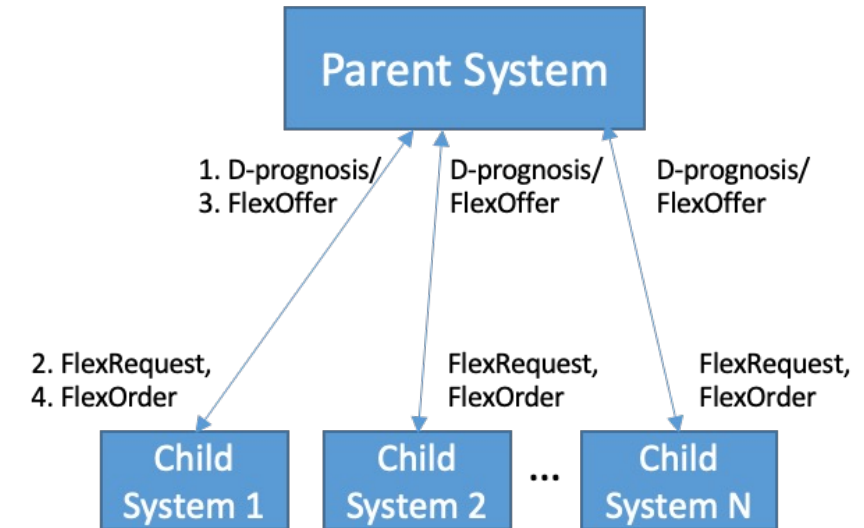 Parent System
1. D-prognosis/
3. FlexOffer
D-prognosis/
FlexOffer
D-prognosis/
FlexOffer
2. FlexRequest,
4. FlexOrder
FlexRequest,
FlexOrder
FlexRequest,
FlexOrder
Child
System 1
Child
System 2
...
Child
System N